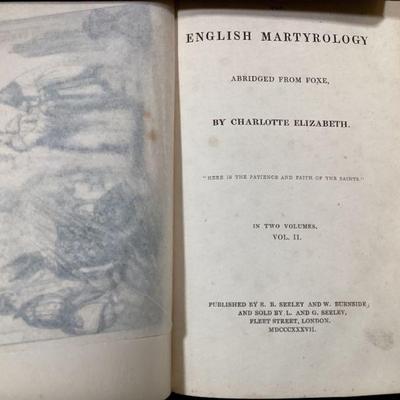 ENGLISH MARTYROLOGY
ABRIDGED FROM FOXE,
BY CHARLOTTE ELIZABETH.
"HERE IS THE PATIENCE AND FAITH OF THE SAINTS."
IN TWO VOLUMES.
VOL. II.
PUBLISHED BY R. B. SEELEY AND W. BURNSIDE;
AND SOLD BY L. AND G. SEELEY,
FLEET STREET, LONDON.
MDCCCXXXVII.